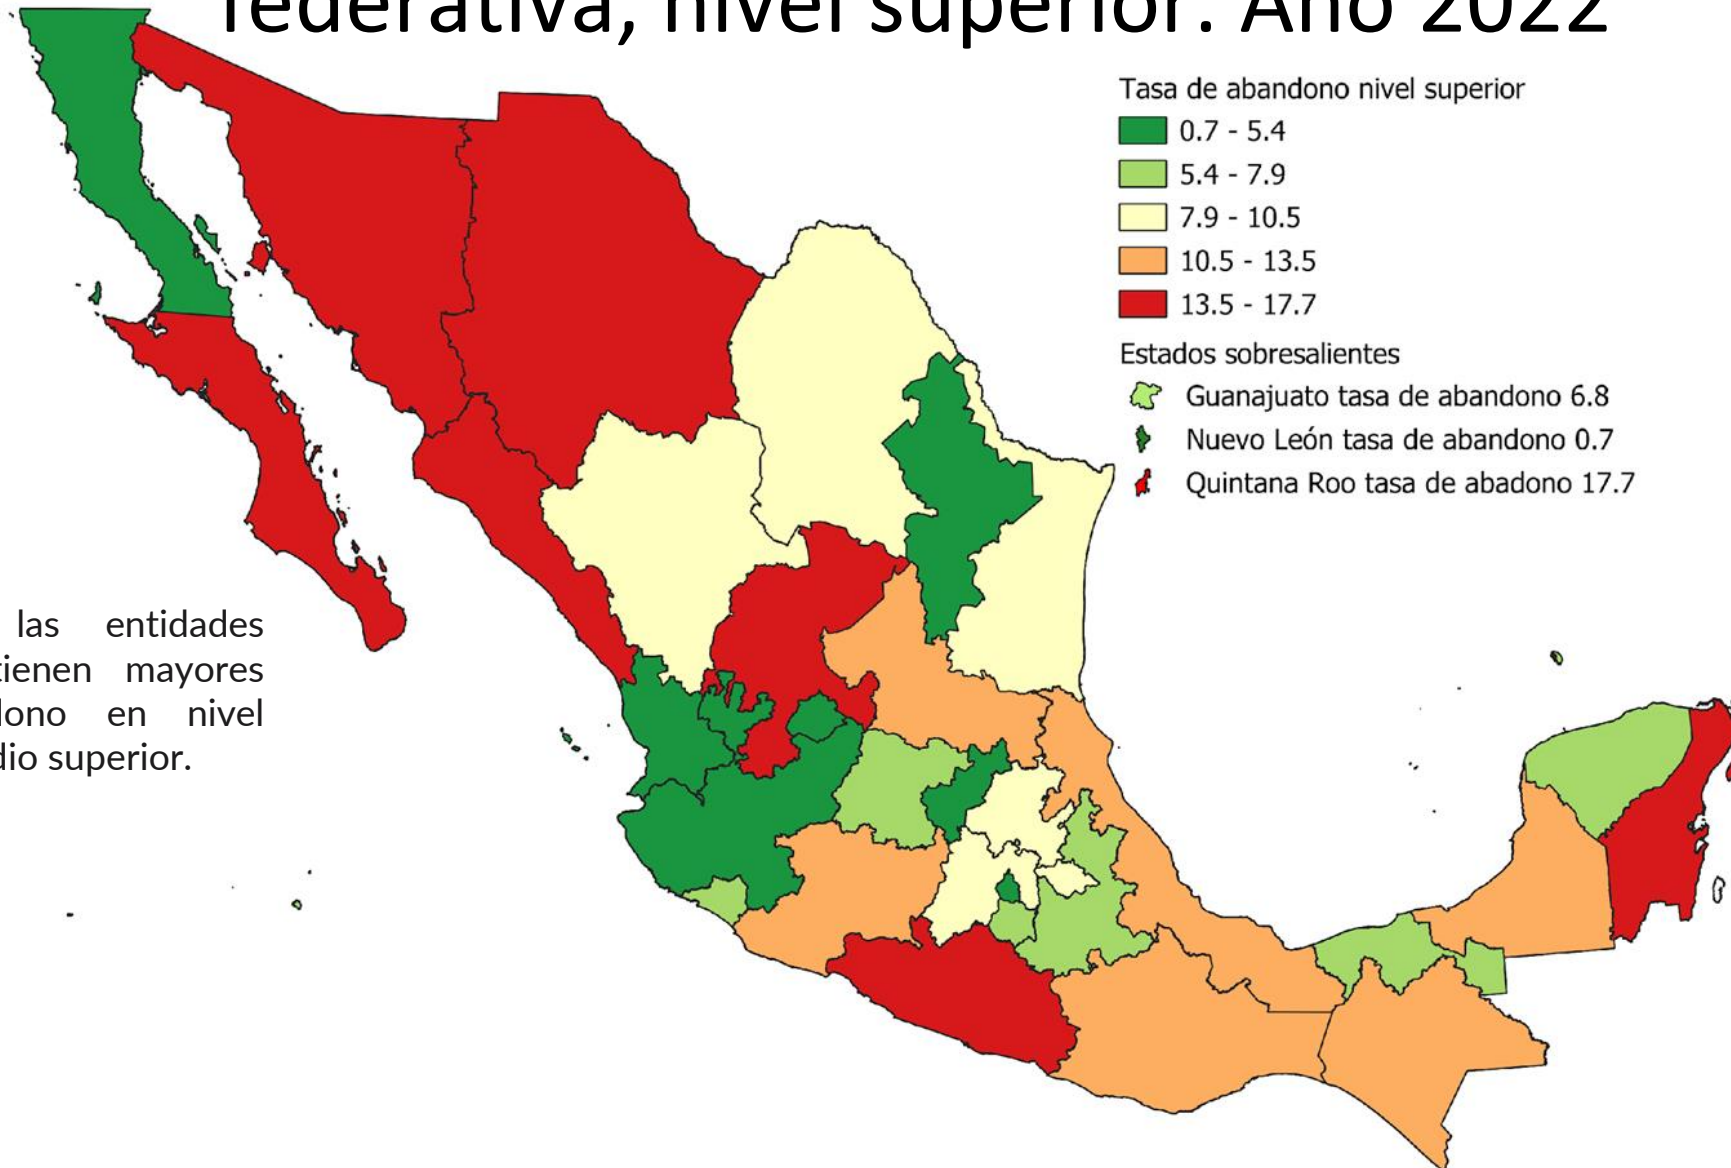 federativa, nivel superior. Año 2022
Tasa de abandono nivel superior
0.7 - 5.4
5.4 - 7.9
7.9 - 10.5
10.5 - 13.5
13.5 - 17.7
Estados sobresalientes
Guanajuato tasa de abandono 6.8
Nuevo León tasa de abandono 0.7
Quintana Roo tasa de abadono 17.7
las entidades
tienen mayores
dono en nivel
dio superior.